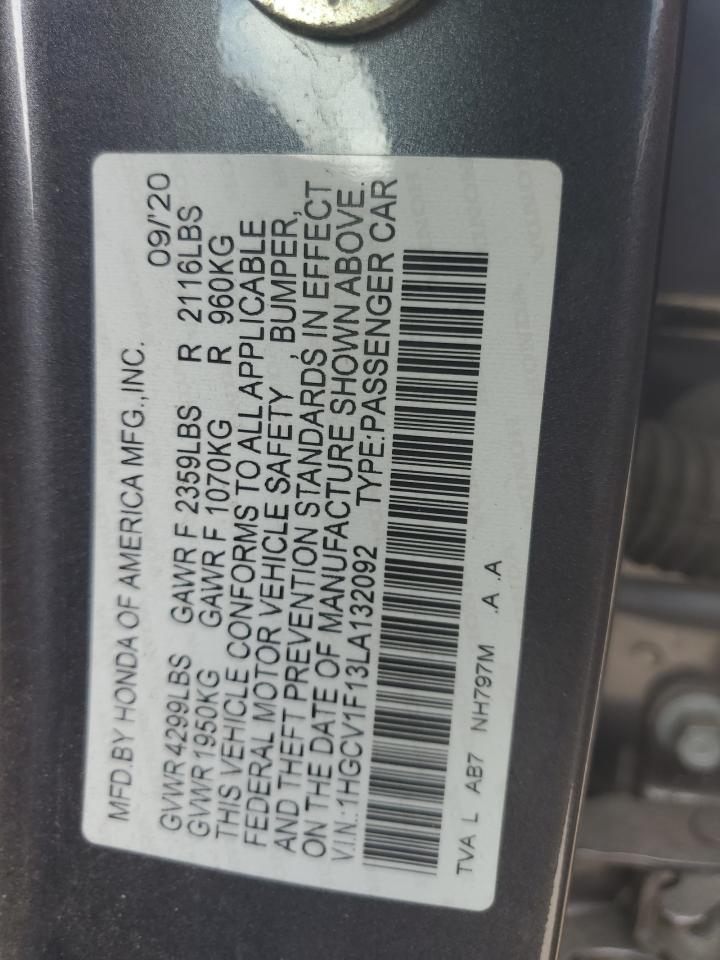 MFD.BY HONDA OF AMERICA MFG.,INC. 09/'20
GVWR 4299LBS GAWR F 2359LBS R 2116LBS
GVWR 1950KG GAWR F 1070KG R 960KG
THIS VEHICLE CONFORMS TO ALL APPLICABLE
FEDERAL MOTOR VEHICLE SAFETY , BUMPER,
AND THEFT PREVENTION STANDARDS IN EFFECT
ON THE DATE OF MANUFACTURE SHOWN ABOVE.
V.I.N.: 1HGCV1F13LA132092 TYPE:PASSENGER CAR
TVA L AB7 NH797M .A .A